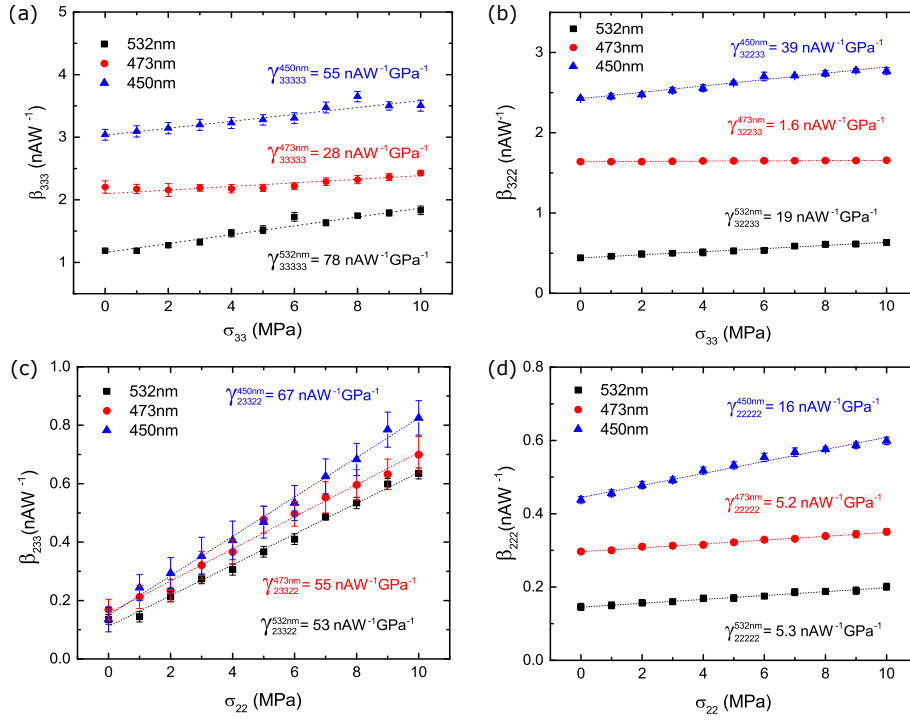 (a)
532nm
473nm
450nm
γ₃₃₃₃₃⁴⁵⁰ⁿᵐ = 55 nAW⁻¹GPa⁻¹
γ₃₃₃₃₃⁴⁷³ⁿᵐ = 28 nAW⁻¹GPa⁻¹
γ₃₃₃₃₃⁵³²ⁿᵐ = 78 nAW⁻¹GPa⁻¹
5
4
3
2
1
β₃₃₃ (nAW⁻¹)
0 2 4 6 8 10
σ₃₃ (MPa)
(b)
532nm
473nm
450nm
γ₃₂₂₃₃⁴⁵⁰ⁿᵐ = 39 nAW⁻¹GPa⁻¹
γ₃₂₂₃₃⁴⁷³ⁿᵐ = 1.6 nAW⁻¹GPa⁻¹
γ₃₂₂₃₃⁵³²ⁿᵐ = 19 nAW⁻¹GPa⁻¹
3
2
1
0
β₃₂₂ (nAW⁻¹)
0 2 4 6 8 10
σ₃₃ (MPa)
(c)
532nm
473nm
450nm
γ₂₃₃₂₂⁴⁵⁰ⁿᵐ = 67 nAW⁻¹GPa⁻¹
γ₂₃₃₂₂⁴⁷³ⁿᵐ = 55 nAW⁻¹GPa⁻¹
γ₂₃₃₂₂⁵³²ⁿᵐ = 53 nAW⁻¹GPa⁻¹
1.0
0.8
0.6
0.4
0.2
0.0
β₂₃₃ (nAW⁻¹)
0 2 4 6 8 10
σ₂₂ (MPa)
(d)
532nm
473nm
450nm
γ₂₂₂₂₂⁴⁵⁰ⁿᵐ = 16 nAW⁻¹GPa⁻¹
γ₂₂₂₂₂⁴⁷³ⁿᵐ = 5.2 nAW⁻¹GPa⁻¹
γ₂₂₂₂₂⁵³²ⁿᵐ = 5.3 nAW⁻¹GPa⁻¹
0.8
0.6
0.4
0.2
0.0
β₂₂₂ (nAW⁻¹)
0 2 4 6 8 10
σ₂₂ (MPa)